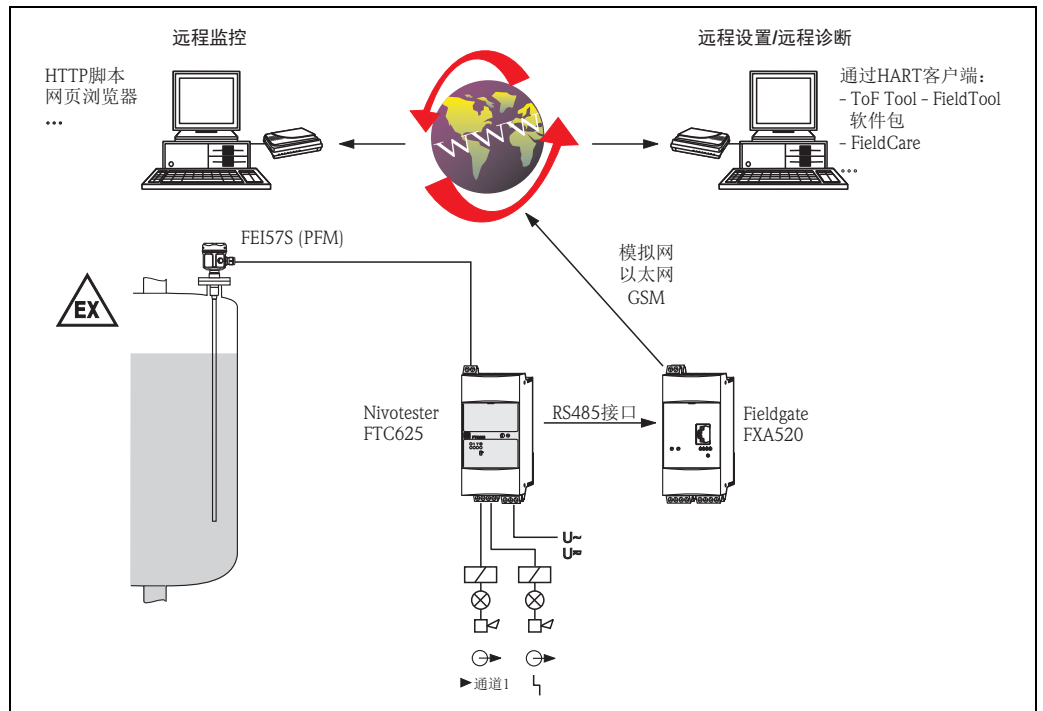 远程监控
远程设置/远程诊断
HTTP脚本
网页浏览器
...
通过HART客户端：
- ToF Tool - FieldTool
软件包
- FieldCare
...
WWW
FEI57S (PFM)
EX
模拟网
以太网
GSM
Nivotester
FTC625
RS485接口
Fieldgate
FXA520
U~
U≂
►通道1